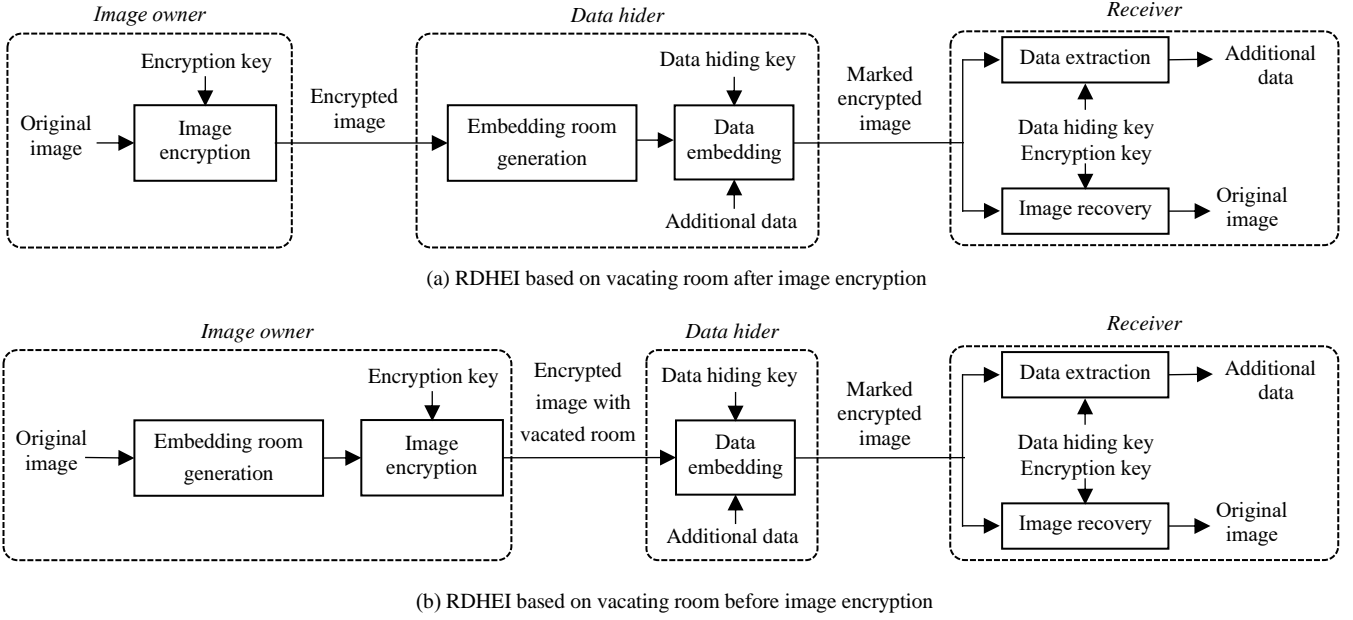 Image owner
Data hider
Receiver
Encryption key
Original
image
Image
encryption
Encrypted
image
Embedding room
generation
Data hiding key
Data
embedding
Additional data
Marked
encrypted
image
Data extraction
Additional
data
Data hiding key
Encryption key
Image recovery
Original
image
(a) RDHEI based on vacating room after image encryption
Image owner
Data hider
Receiver
Original
image
Embedding room
generation
Encryption key
Image
encryption
Encrypted
image with
vacated room
Data hiding key
Data
embedding
Additional data
Marked
encrypted
image
Data extraction
Additional
data
Data hiding key
Encryption key
Image recovery
Original
image
(b) RDHEI based on vacating room before image encryption